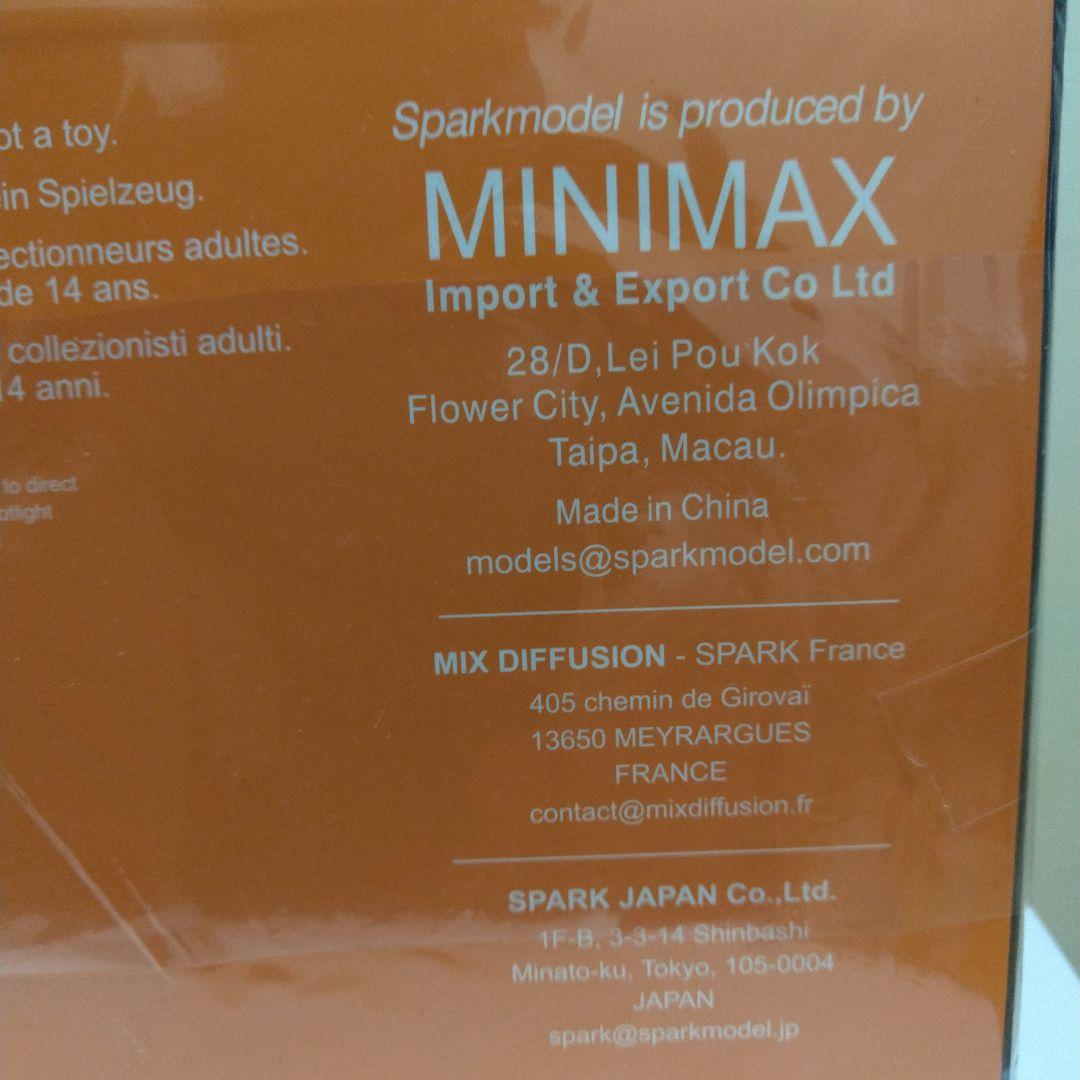 a toy.
Spielzeug.
adultes.
de 14 ans.
collezionisti adulti.
14 anni.
to direct
Sparkmodel is produced by
MINIMAX
Import & Export Co Ltd
28/D,Lei Pou Kok
Flower City, Avenida Olimpica
Taipa, Macau.
Made in China
models@sparkmodel.com
MIX DIFFUSION - SPARK France
405 chemin de Girovaï
13650 MEYRARGUES
FRANCE
contact@mixdiffusion.fr
SPARK JAPAN Co.,Ltd.
1F-B, 3-3-14 Shinbashi
Minato-ku, Tokyo, 105-0004
JAPAN
spark@sparkmodel.jp